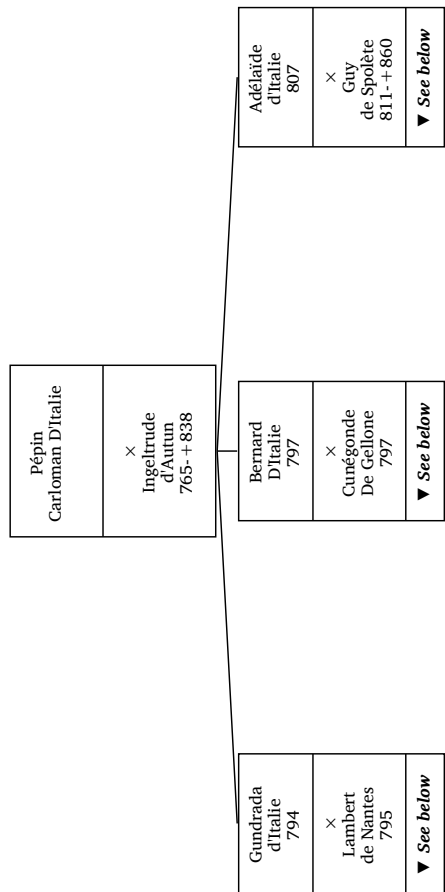 Pépin
Carloman D'Italie
×
Ingeltrude
d'Autun
765-+838
Gundrada
d'Italie
794
×
Lambert
de Nantes
795
▼ See below
Bernard
D'Italie
797
×
Cunégonde
De Gellone
797
▼ See below
Adélaïde
d'Italie
807
×
Guy
de Spolète
811-+860
▼ See below